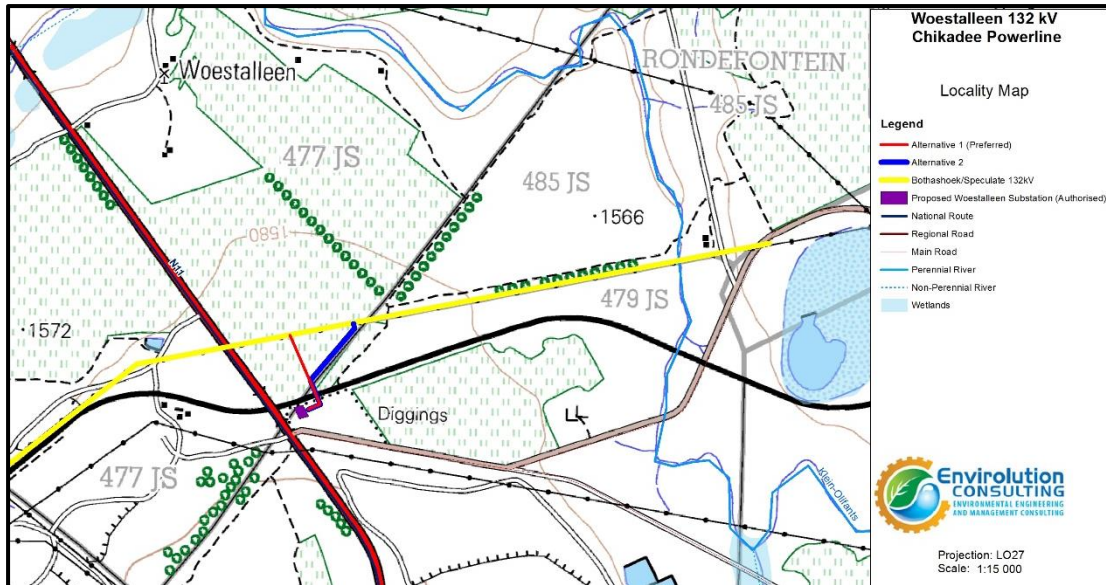 Woestalleen
477 JS
1580
N11
1572
477 JS
RONDEFONTEIN
485 JS
485 JS
1566
479 JS
Diggings
Klein-Olifants
Woestalleen 132 kV
Chikadee Powerline
Locality Map
Legend
Alternative 1 (Preferred)
Alternative 2
Bothashoek/Speculate 132kV
Proposed Woestalleen Substation (Authorised)
National Route
Regional Road
Main Road
Perennial River
Non-Perennial River
Wetlands
Envirolution
CONSULTING
ENVIRONMENTAL ENGINEERING
AND MANAGEMENT CONSULTING
Projection: LO27
Scale: 1:15 000